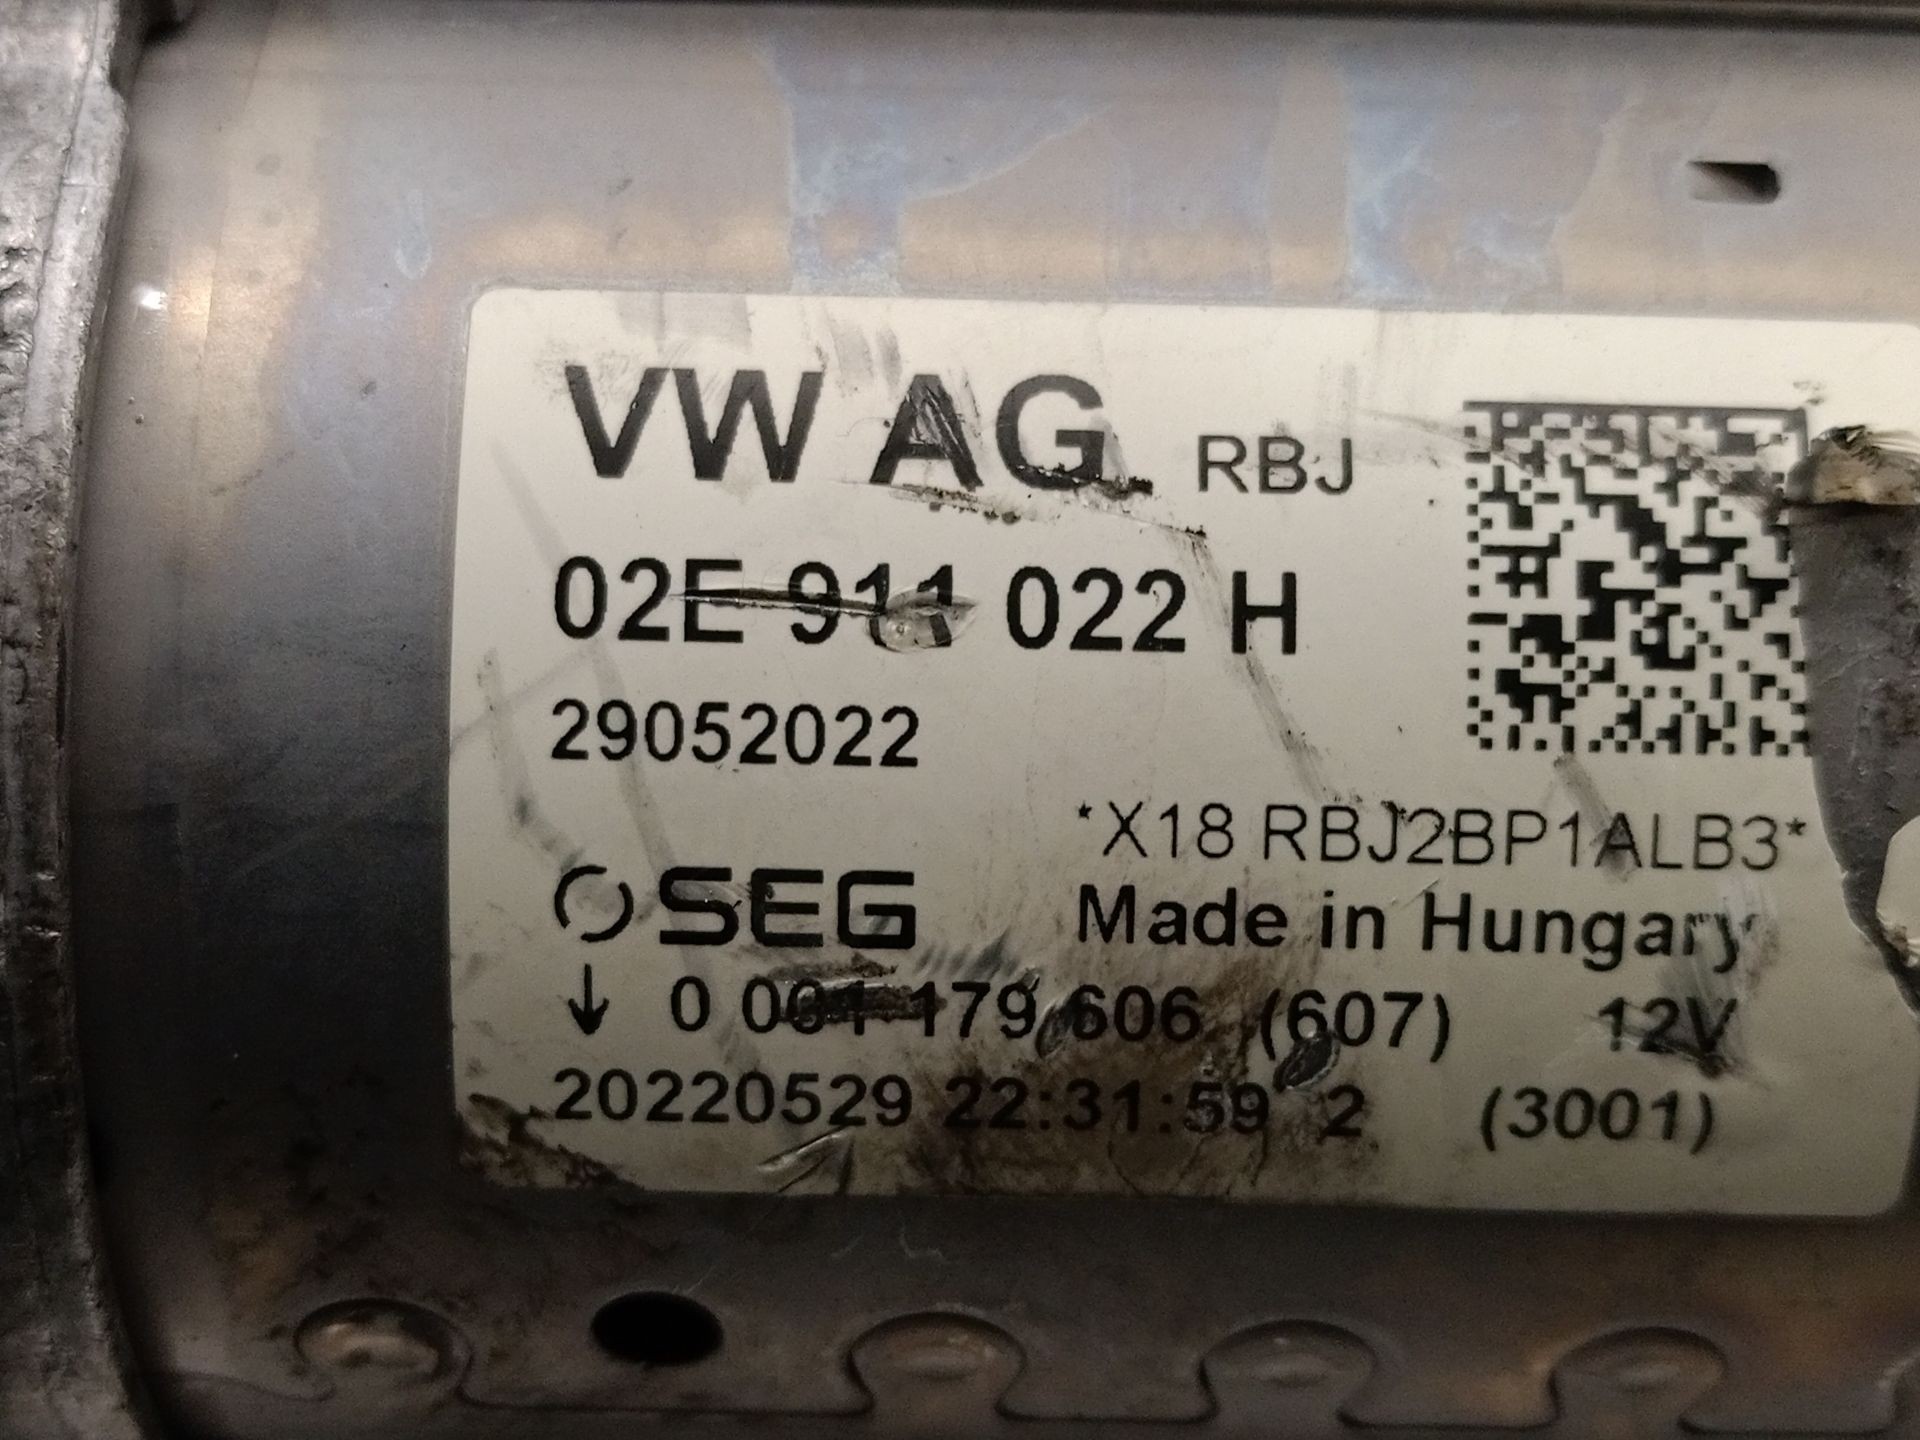 VW AG RBJ
02E 911 022 H
29052022
*X18 RBJ2BP1ALB3*
SEG Made in Hungary
↓ 0 001 179 606 (607) 12V
20220529 22:31:59 2 (3001)